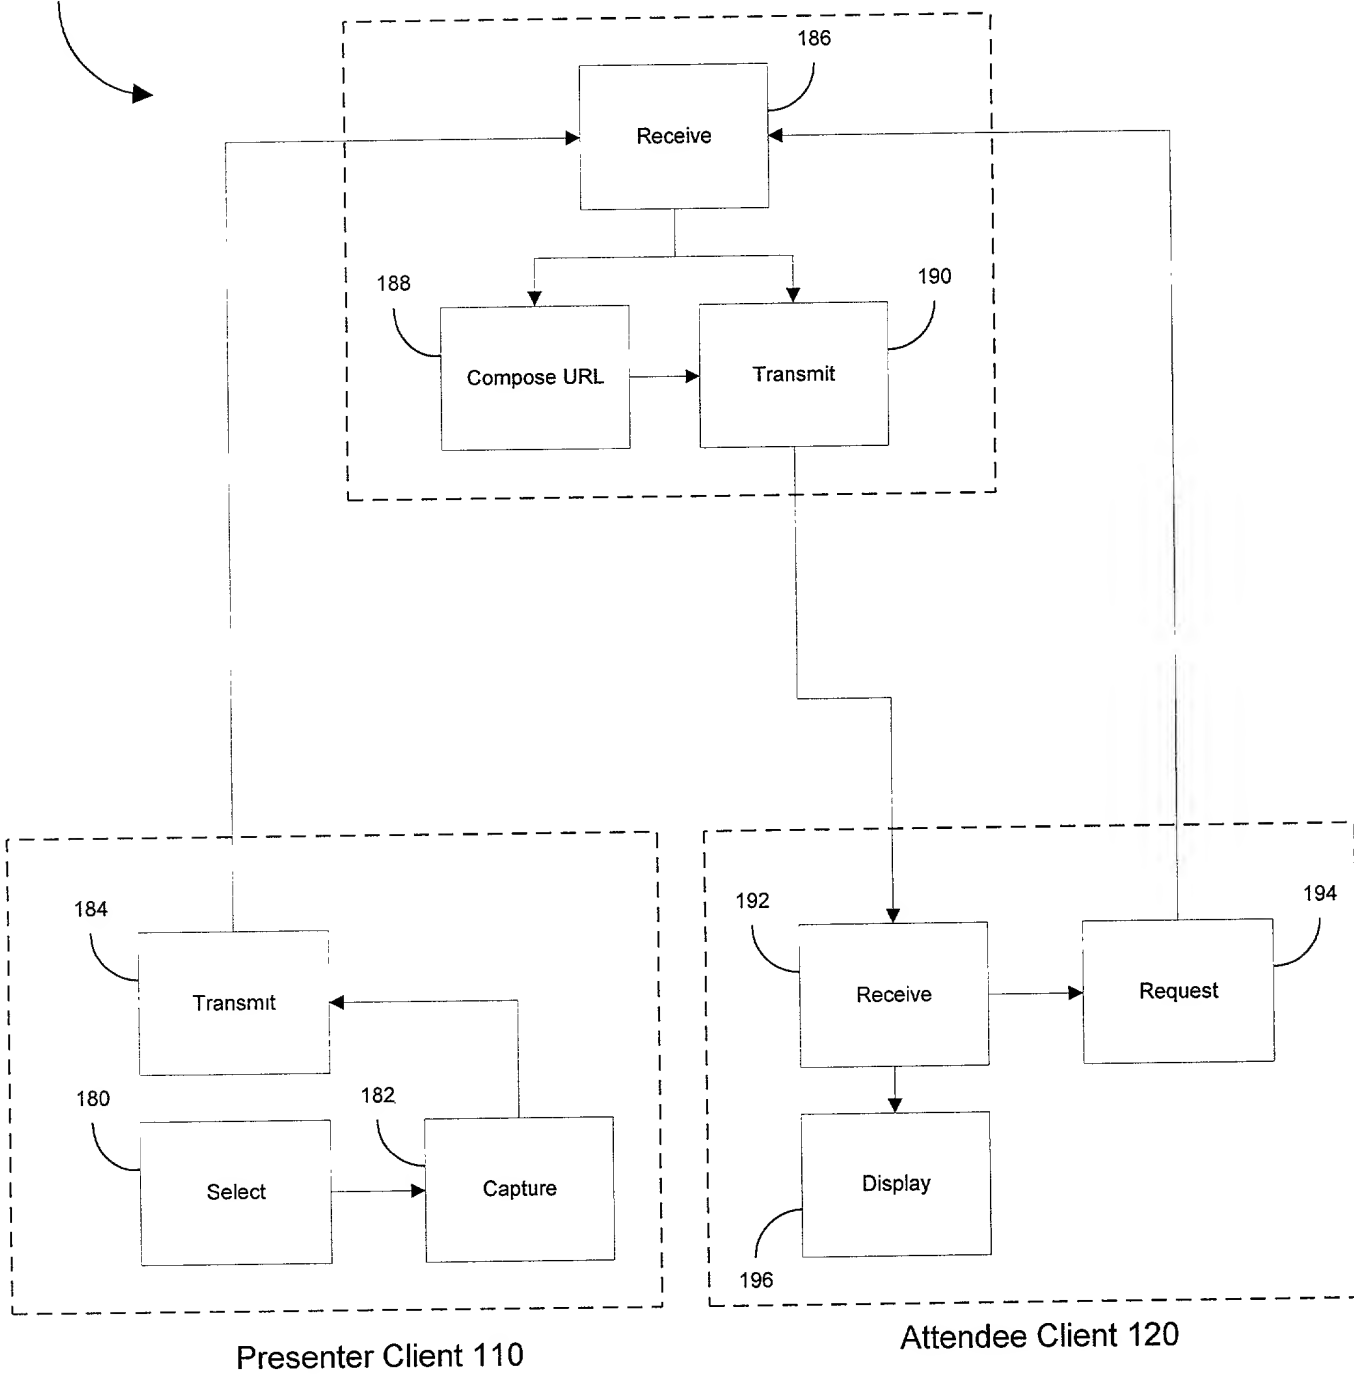 186
Receive
188
190
Compose URL
Transmit
184
192
194
Transmit
Receive
Request
180
182
Select
Capture
Display
196
Presenter Client 110
Attendee Client 120